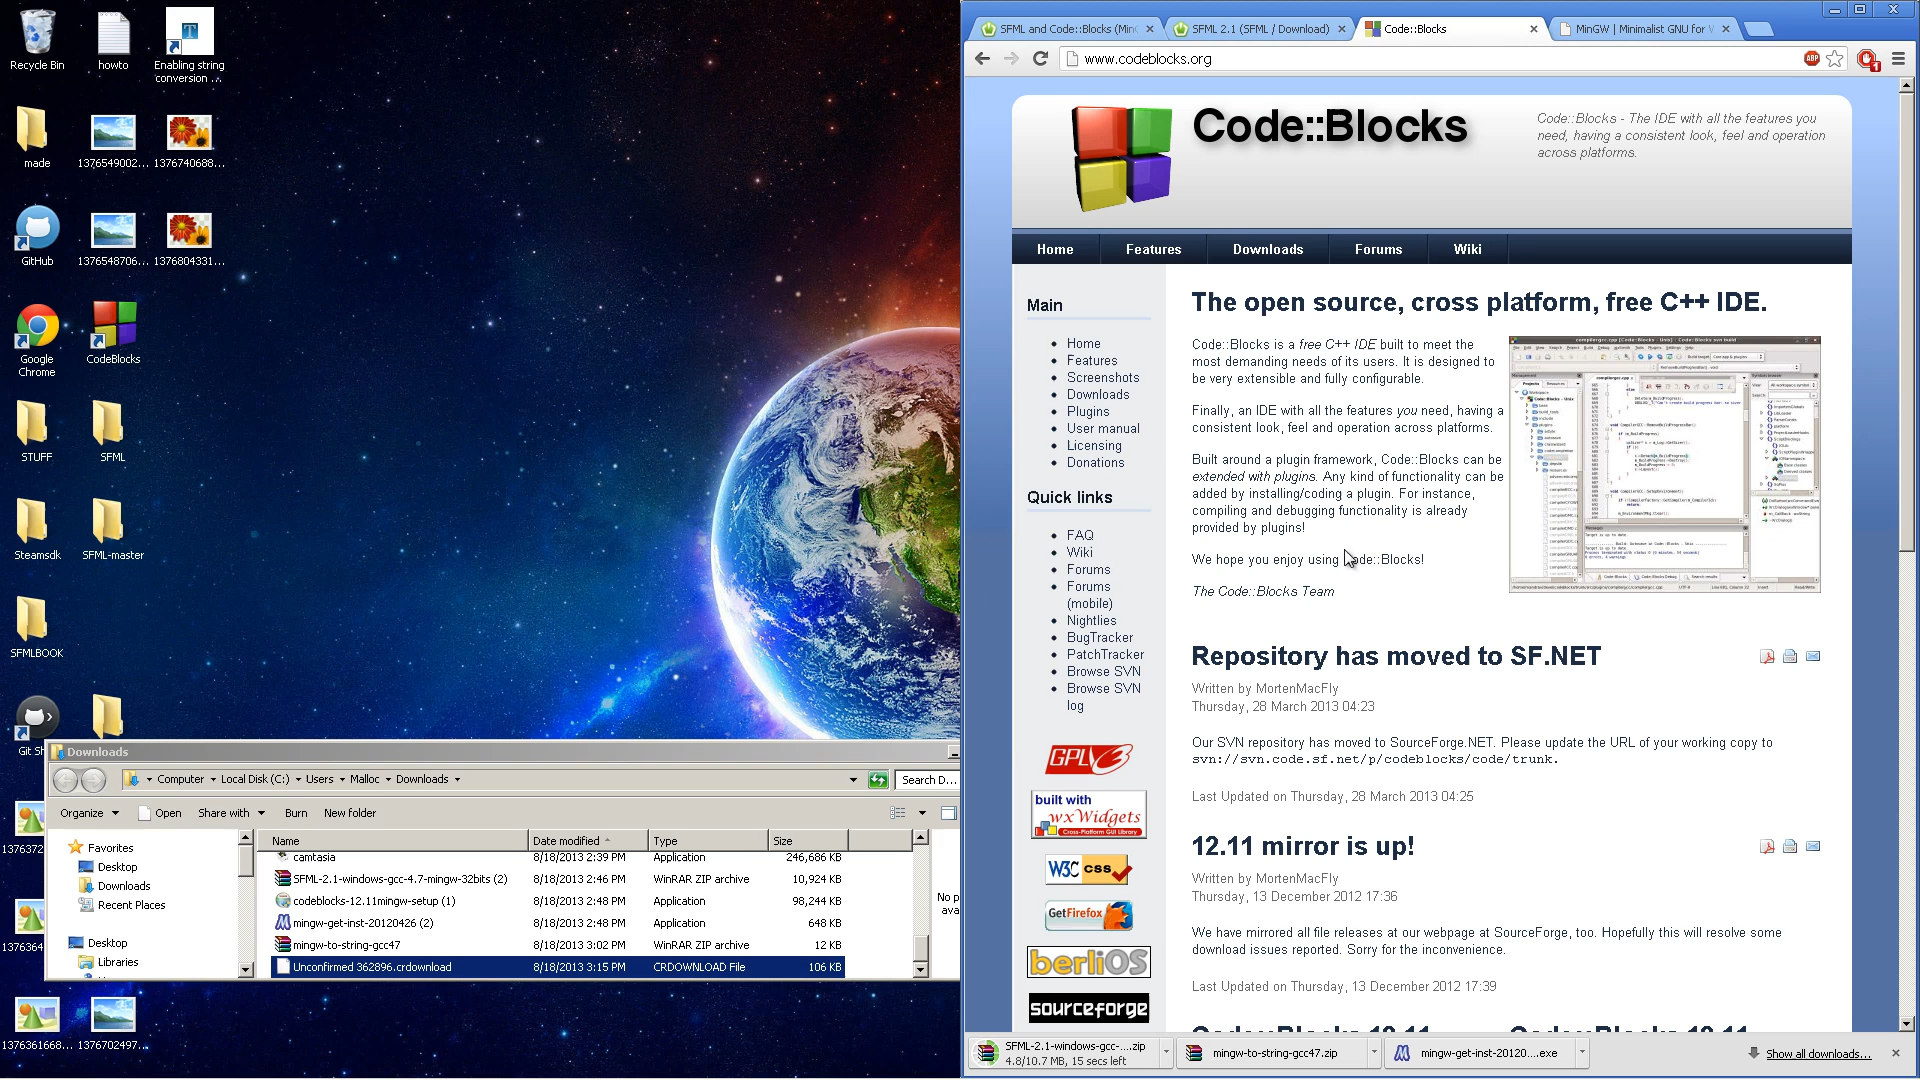 Recycle Bin
howto
Enabling string
conversion ...
made
1376549002...
1376740688...
GitHub
1376548706...
1376804331...
Google
Chrome
CodeBlocks
STUFF
SFML
Steamsdk
SFML-master
SFMLBOOK
Git Sh
1376372
1376364
1376361668...
1376702497...
Downloads
Computer
Local Disk (C:)
Users
Malloc
Downloads
Search D...
Organize
Open
Share with
Burn
New folder
Favorites
Desktop
Downloads
Recent Places
Desktop
Libraries
Name
Date modified
Type
Size
camtasia 8/18/2013 2:39 PM Application 246,686 KB
SFML-2.1-windows-gcc-4.7-mingw-32bits (2) 8/18/2013 2:46 PM WinRAR ZIP archive 10,924 KB
codeblocks-12.11mingw-setup (1) 8/18/2013 2:48 PM Application 98,244 KB
mingw-get-inst-20120426 (2) 8/18/2013 2:48 PM Application 648 KB
mingw-to-string-gcc47 8/18/2013 3:02 PM WinRAR ZIP archive 12 KB
Unconfirmed 362896.crdownload 8/18/2013 3:15 PM CRDOWNLOAD File 106 KB
No p
ava
SFML and Code::Blocks (Min
SFML 2.1 (SFML / Download)
Code::Blocks
MinGW | Minimalist GNU for
www.codeblocks.org
ABP
1
Code::Blocks
Code::Blocks - The IDE with all the features you
need, having a consistent look, feel and operation
across platforms.
Home
Features
Downloads
Forums
Wiki
Main
Home
Features
Screenshots
Downloads
Plugins
User manual
Licensing
Donations
Quick links
FAQ
Wiki
Forums
Forums
(mobile)
Nightlies
BugTracker
PatchTracker
Browse SVN
Browse SVN
log
GPL v3
built with
wxWidgets
Cross-Platform GUI Library
W3C css
GetFirefox
berliOS
sourceforge
The open source, cross platform, free C++ IDE.
Code::Blocks is a free C++ IDE built to meet the
most demanding needs of its users. It is designed to
be very extensible and fully configurable.
Finally, an IDE with all the features you need, having a
consistent look, feel and operation across platforms.
Built around a plugin framework, Code::Blocks can be
extended with plugins. Any kind of functionality can be
added by installing/coding a plugin. For instance,
compiling and debugging functionality is already
provided by plugins!
We hope you enjoy using Code::Blocks!
The Code::Blocks Team
Repository has moved to SF.NET
Written by MortenMacFly
Thursday, 28 March 2013 04:23
Our SVN repository has moved to SourceForge.NET. Please update the URL of your working copy to
svn://svn.code.sf.net/p/codeblocks/code/trunk.
Last Updated on Thursday, 28 March 2013 04:25
12.11 mirror is up!
Written by MortenMacFly
Thursday, 13 December 2012 17:36
We have mirrored all file releases at our webpage at SourceForge, too. Hopefully this will resolve some
download issues reported. Sorry for the inconvenience.
Last Updated on Thursday, 13 December 2012 17:39
SFML-2.1-windows-gcc-....zip
4.8/10.7 MB, 15 secs left
mingw-to-string-gcc47.zip
mingw-get-inst-20120....exe
Show all downloads...